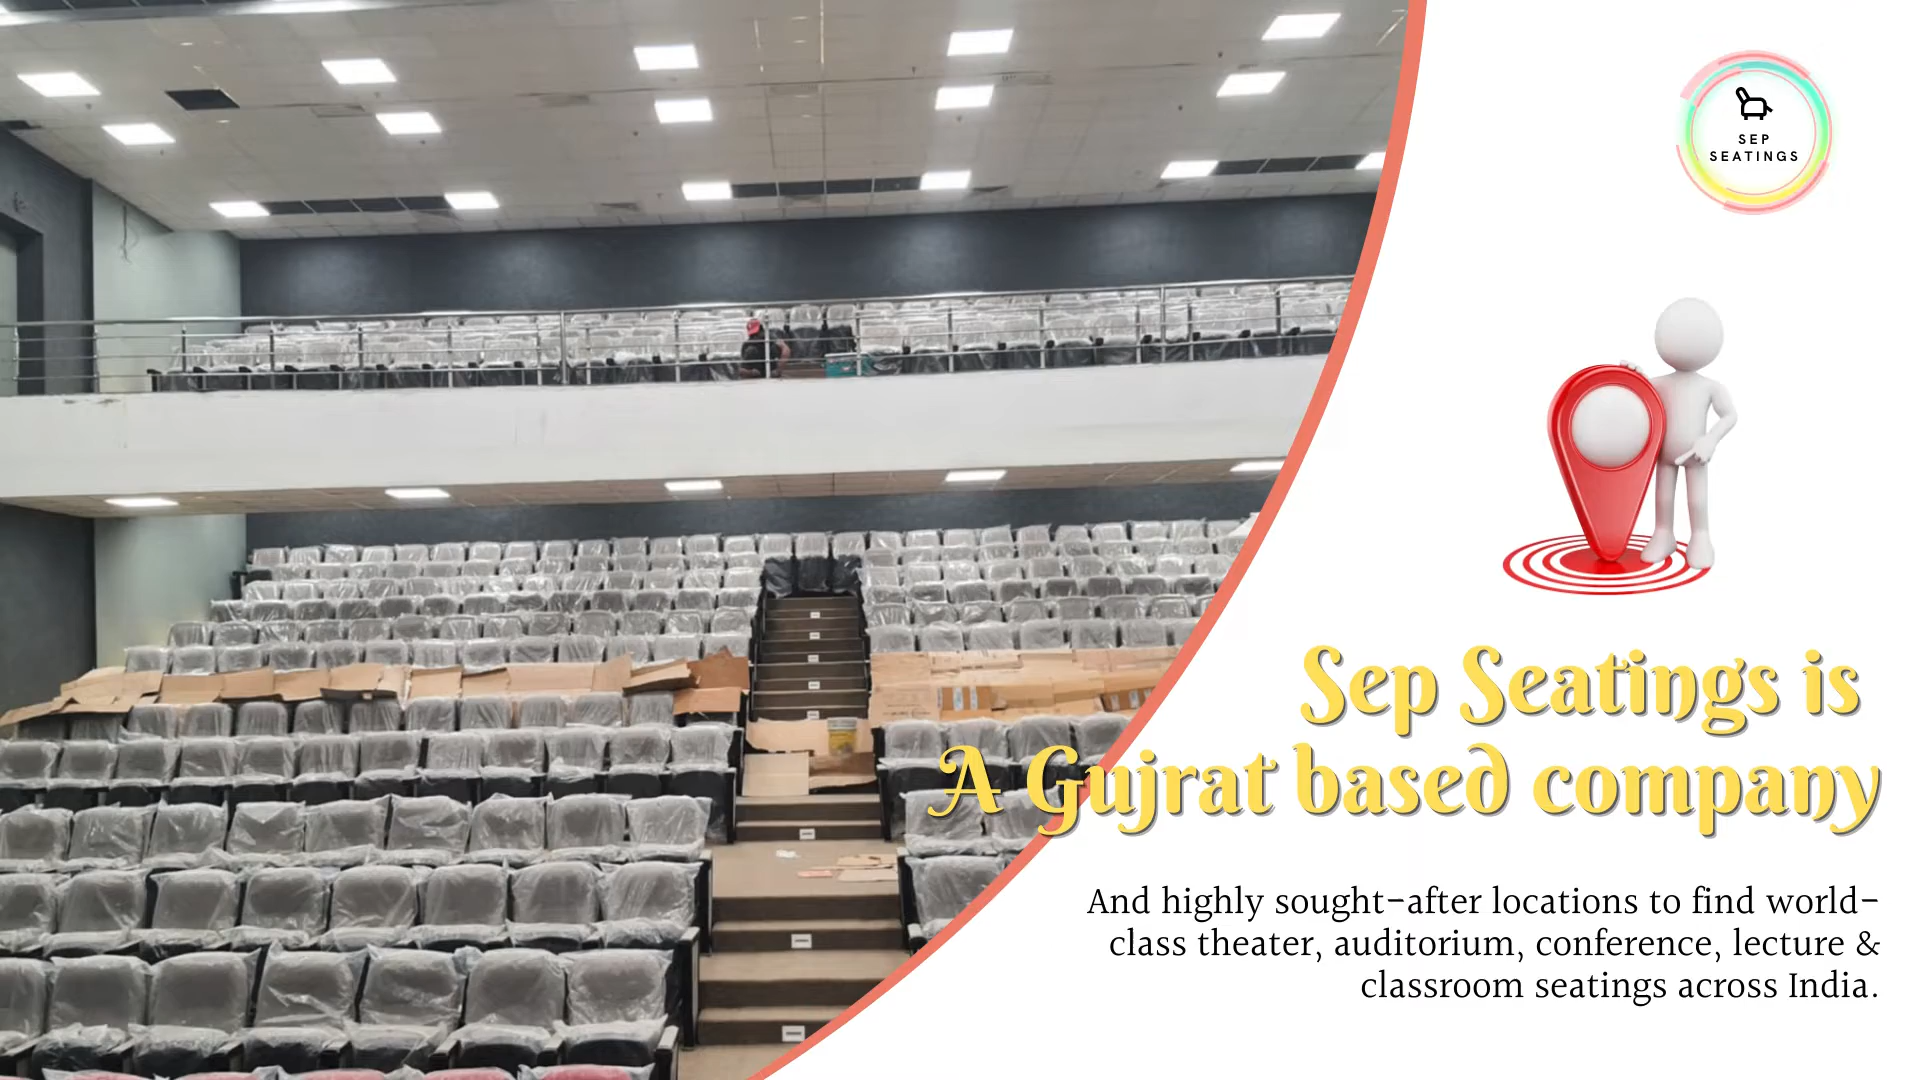 SEP
SEATINGS
Sep Seatings is
A Gujrat based company
And highly sought-after locations to find world-
class theater, auditorium, conference, lecture &
classroom seatings across India.